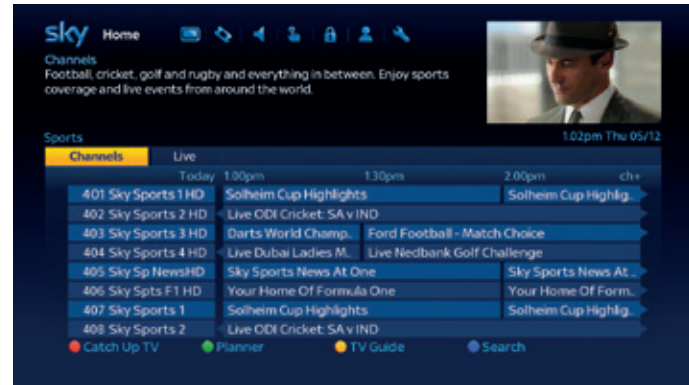 sky Home
Channels
Football, cricket, golf and rugby and everything in between. Enjoy sports
coverage and live events from around the world.
Sports 1.02pm Thu 05/12
Channels Live
Today 1.00pm 1.30pm 2.00pm ch+
401 Sky Sports 1 HD Solheim Cup Highlights Solheim Cup Highlig...
402 Sky Sports 2 HD Live ODI Cricket: SA v IND
403 Sky Sports 3 HD Darts World Champ... Ford Football - Match Choice
404 Sky Sports 4 HD Live Dubai Ladies M... Live Nedbank Golf Challenge
405 Sky Sp NewsHD Sky Sports News At One Sky Sports News At ...
406 Sky Spts F1 HD Your Home Of Formula One Your Home Of Form...
407 Sky Sports 1 Solheim Cup Highlights Solheim Cup Highlig...
408 Sky Sports 2 Live ODI Cricket: SA v IND
Catch Up TV Planner TV Guide Search